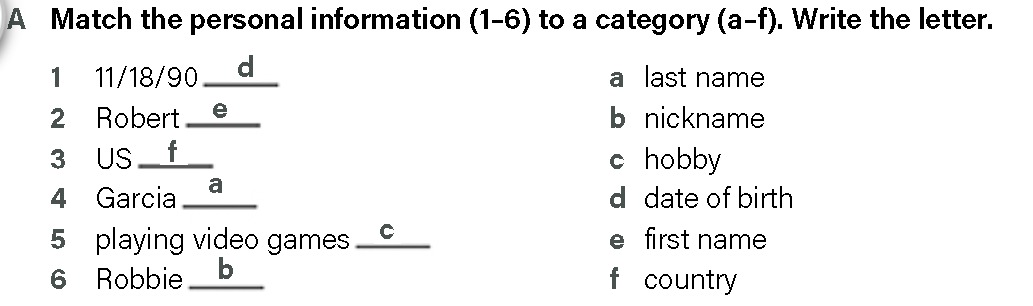 A Match the personal information (1–6) to a category (a–f). Write the letter.
1 11/18/90 d
2 Robert e
3 US f
4 Garcia a
5 playing video games c
6 Robbie b
a last name
b nickname
c hobby
d date of birth
e first name
f country